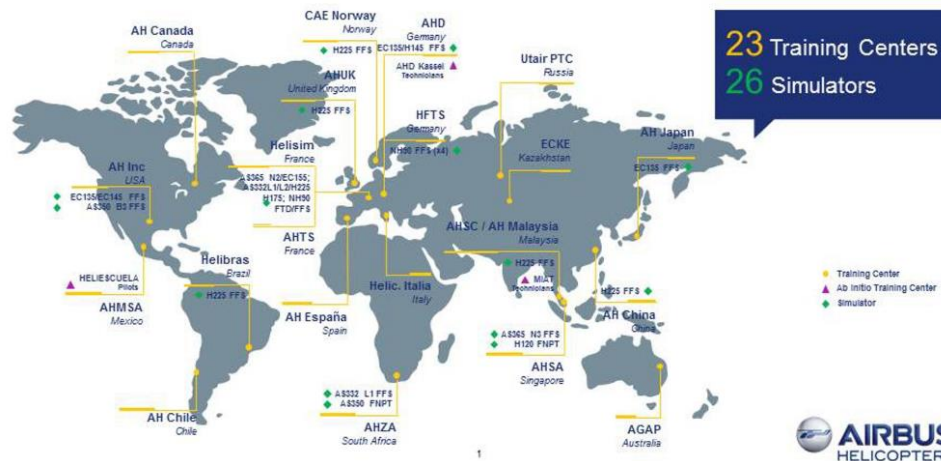 23 Training Centers
26 Simulators
AH Canada
Canada
CAE Norway
Norway
H225 FFS
AHD
Germany
EC135/H145 FFS
AHD Kassel
Technicians
AHUK
United Kingdom
H225 FFS
Utair PTC
Russia
HFTS
Germany
NH90 FFS (x4)
ECKE
Kazakhstan
AH Japan
Japan
EC135 FFS
Helisim
France
AS365 N2/EC155;
AS332L1/L2/H225
H175; NH90
FTD/FFS
AHTS
France
AH Inc
USA
EC135/EC145 FFS
AS350 B3 FFS
HELIESCUELA
Pilots
AHMSA
Mexico
Helibras
Brazil
H225 FFS
AH España
Spain
Helic. Italia
Italy
AHSC / AH Malaysia
Malaysia
H225 FFS
MIAT
Technicians
H225 FFS
AH China
China
AS365 N3 FFS
H120 FNPT
AHSA
Singapore
AH Chile
Chile
AS332 L1 FFS
AS350 FNPT
AHZA
South Africa
AGAP
Australia
Training Center
Ab Initio Training Center
Simulator
AIRBUS
HELICOPTER
1